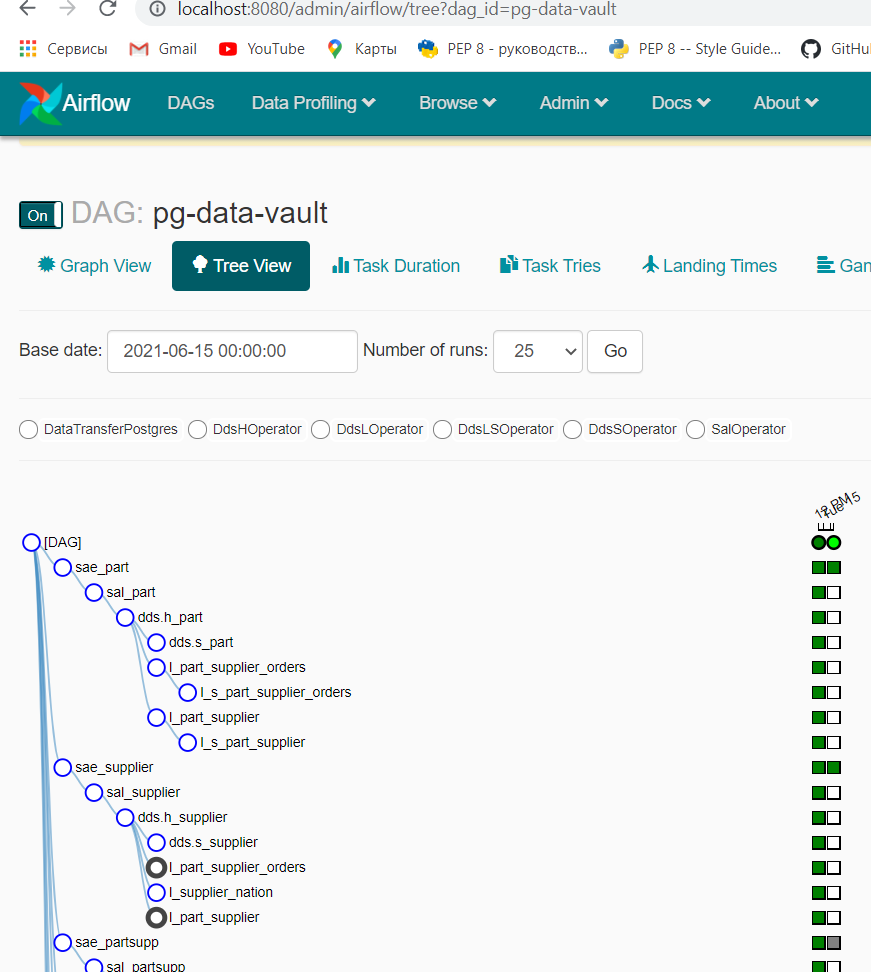 localhost:8080/admin/airflow/tree?dag_id=pg-data-vault
Сервисы Gmail YouTube Карты PEP 8 - руководств... PEP 8 -- Style Guide... GitHu
Airflow DAGs Data Profiling Browse Admin Docs About
On DAG: pg-data-vault
Graph View Tree View Task Duration Task Tries Landing Times Gan
Base date: 2021-06-15 00:00:00 Number of runs: 25 Go
DataTransferPostgres DdsHOperator DdsLOperator DdsLSOperator DdsSOperator SalOperator
12 PM Tue 15
[DAG]
sae_part
sal_part
dds.h_part
dds.s_part
l_part_supplier_orders
l_s_part_supplier_orders
l_part_supplier
l_s_part_supplier
sae_supplier
sal_supplier
dds.h_supplier
dds.s_supplier
l_part_supplier_orders
l_supplier_nation
l_part_supplier
sae_partsupp
sal_partsupp